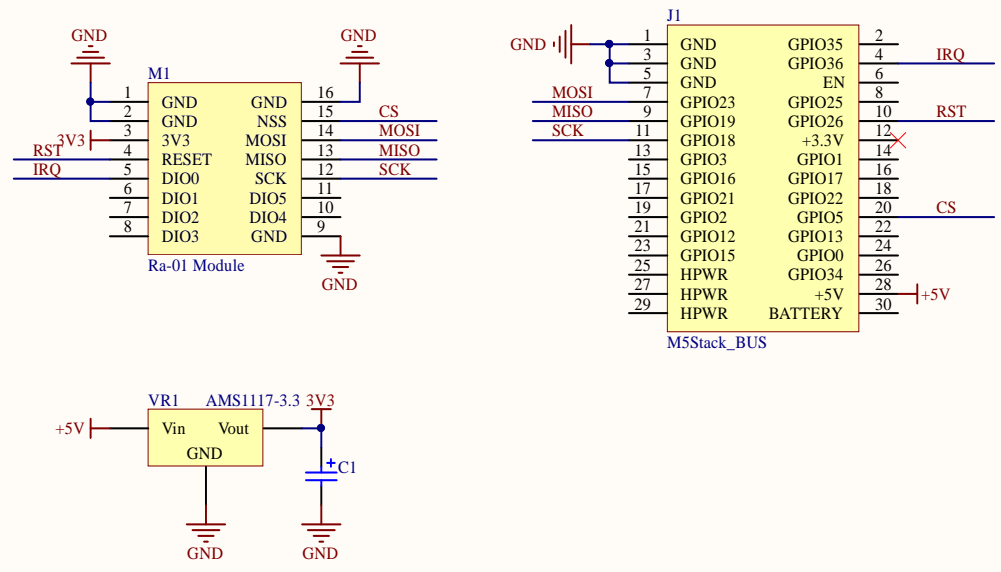 GND
GND
M1
1 GND GND 16
2 GND NSS 15 CS
3V3 3 3V3 MOSI 14 MOSI
RST 4 RESET MISO 13 MISO
IRQ 5 DIO0 SCK 12 SCK
6 DIO1 DIO5 11
7 DIO2 DIO4 10
8 DIO3 GND 9
Ra-01 Module
GND
J1
GND 1 GND GPIO35 2
3 GND GPIO36 4 IRQ
5 GND EN 6
MOSI 7 GPIO23 GPIO25 8
MISO 9 GPIO19 GPIO26 10 RST
SCK 11 GPIO18 +3.3V 12
13 GPIO3 GPIO1 14
15 GPIO16 GPIO17 16
17 GPIO21 GPIO22 18
19 GPIO2 GPIO5 20 CS
21 GPIO12 GPIO13 22
23 GPIO15 GPIO0 24
25 HPWR GPIO34 26
27 HPWR +5V 28 +5V
29 HPWR BATTERY 30
M5Stack_BUS
VR1 AMS1117-3.3 3V3
+5V Vin Vout
GND
+ C1
GND
GND